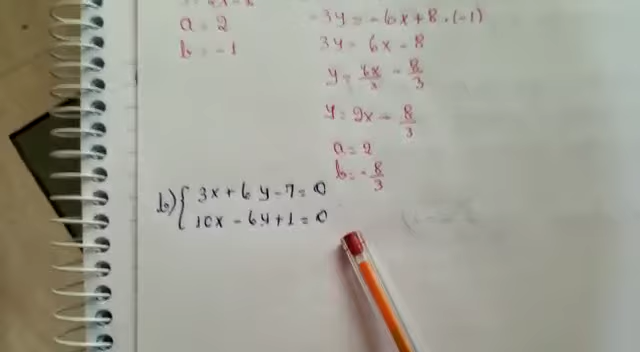 a = 2
b = -1
-3y = -6x + 8 · (-1)
3y = 6x - 8
y = 6x/3 - 8/3
y = 2x - 8/3
a = 2
b = -8/3
b) { 3x + 6y - 7 = 0
10x - 6y + 1 = 0